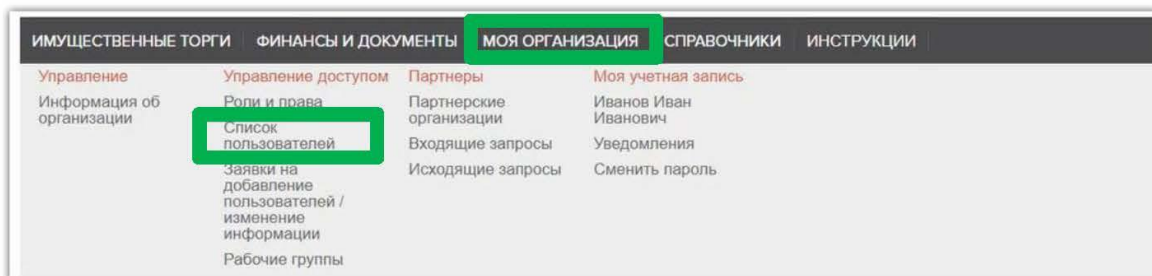 ИМУЩЕСТВЕННЫЕ ТОРГИ ФИНАНСЫ И ДОКУМЕНТЫ МОЯ ОРГАНИЗАЦИЯ СПРАВОЧНИКИ ИНСТРУКЦИИ
Управление
Информация об
организации
Управление доступом
Роли и права
Список
пользователей
Заявки на
добавление
пользователей /
изменение
информации
Рабочие группы
Партнеры
Партнерские
организации
Входящие запросы
Исходящие запросы
Моя учетная запись
Иванов Иван
Иванович
Уведомления
Сменить пароль